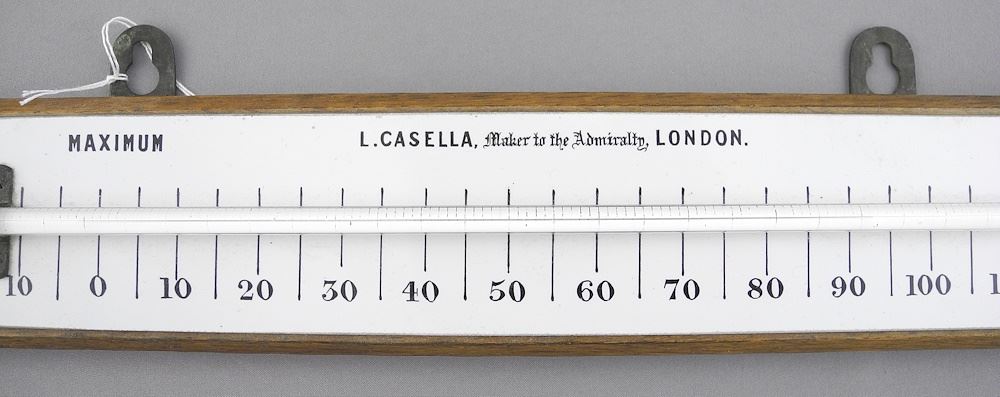 MAXIMUM
L. CASELLA, Maker to the Admiralty, LONDON.
10 0 10 20 30 40 50 60 70 80 90 100